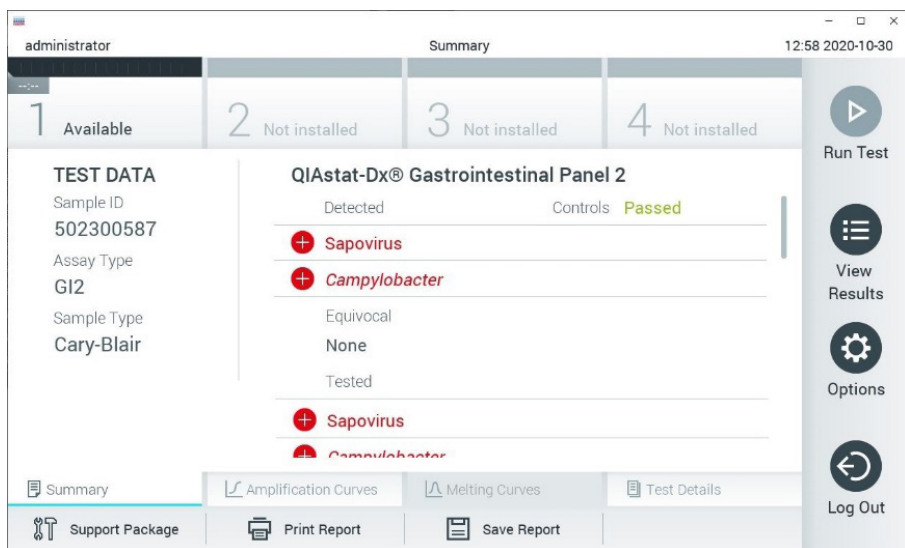 administrator
Summary
12:58 2020-10-30
--:--
1 Available
2 Not installed
3 Not installed
4 Not installed
Run Test
View
Results
Options
Log Out
TEST DATA
Sample ID
502300587
Assay Type
GI2
Sample Type
Cary-Blair
QIAstat-Dx® Gastrointestinal Panel 2
Detected
Controls Passed
Sapovirus
Campylobacter
Equivocal
None
Tested
Sapovirus
Campylobacter
Summary
Amplification Curves
Melting Curves
Test Details
Support Package
Print Report
Save Report